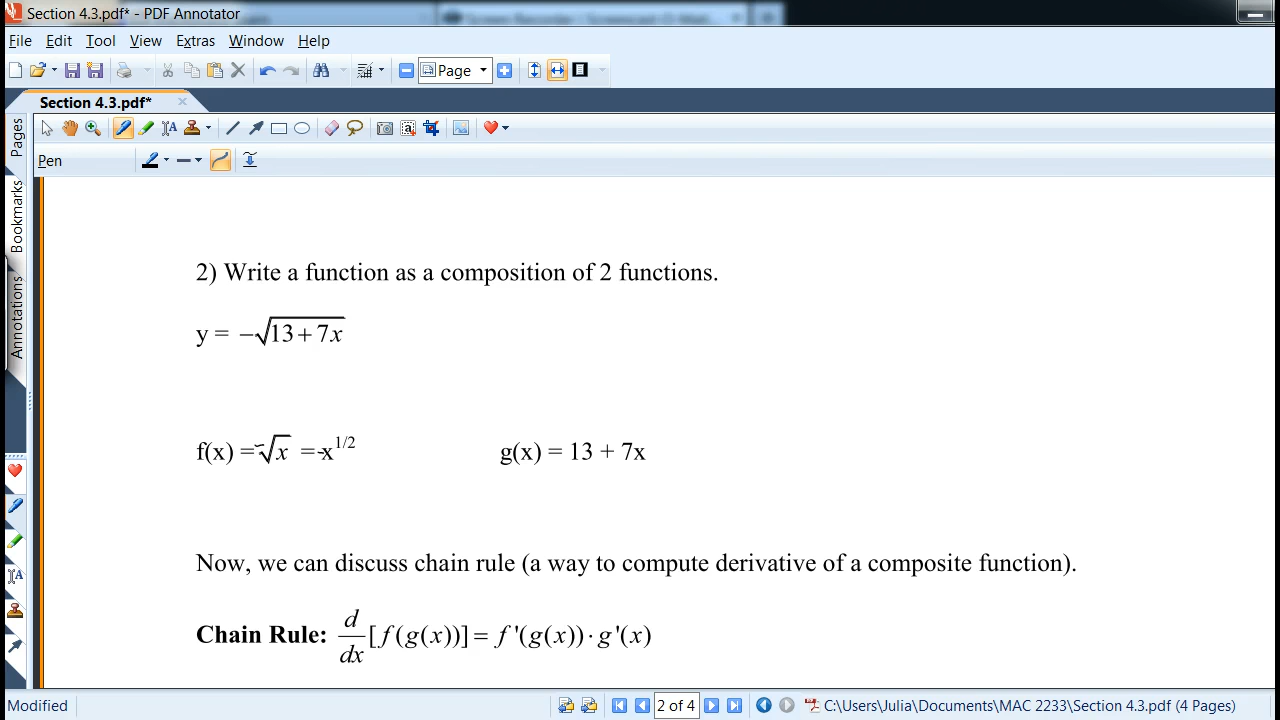 Section 4.3.pdf* - PDF Annotator
File Edit Tool View Extras Window Help
Page
Section 4.3.pdf*
Pen
Pages
Bookmarks
Annotations
2) Write a function as a composition of 2 functions.
y = −√13 + 7x
f(x) = -√x = -x^1/2 g(x) = 13 + 7x
Now, we can discuss chain rule (a way to compute derivative of a composite function).
Chain Rule: d/dx [f(g(x))] = f'(g(x)) · g'(x)
Modified 2 of 4 C:\Users\Julia\Documents\MAC 2233\Section 4.3.pdf (4 Pages)